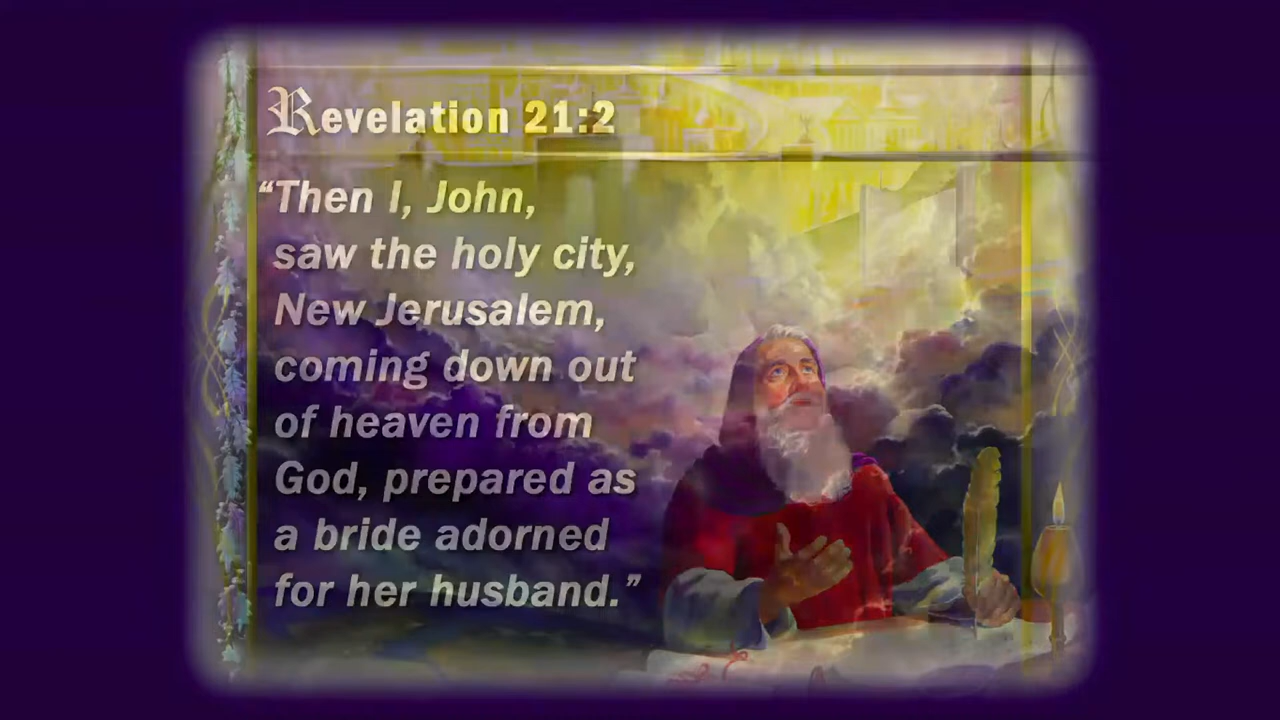 Revelation 21:2
“Then I, John,
saw the holy city,
New Jerusalem,
coming down out
of heaven from
God, prepared as
a bride adorned
for her husband.”